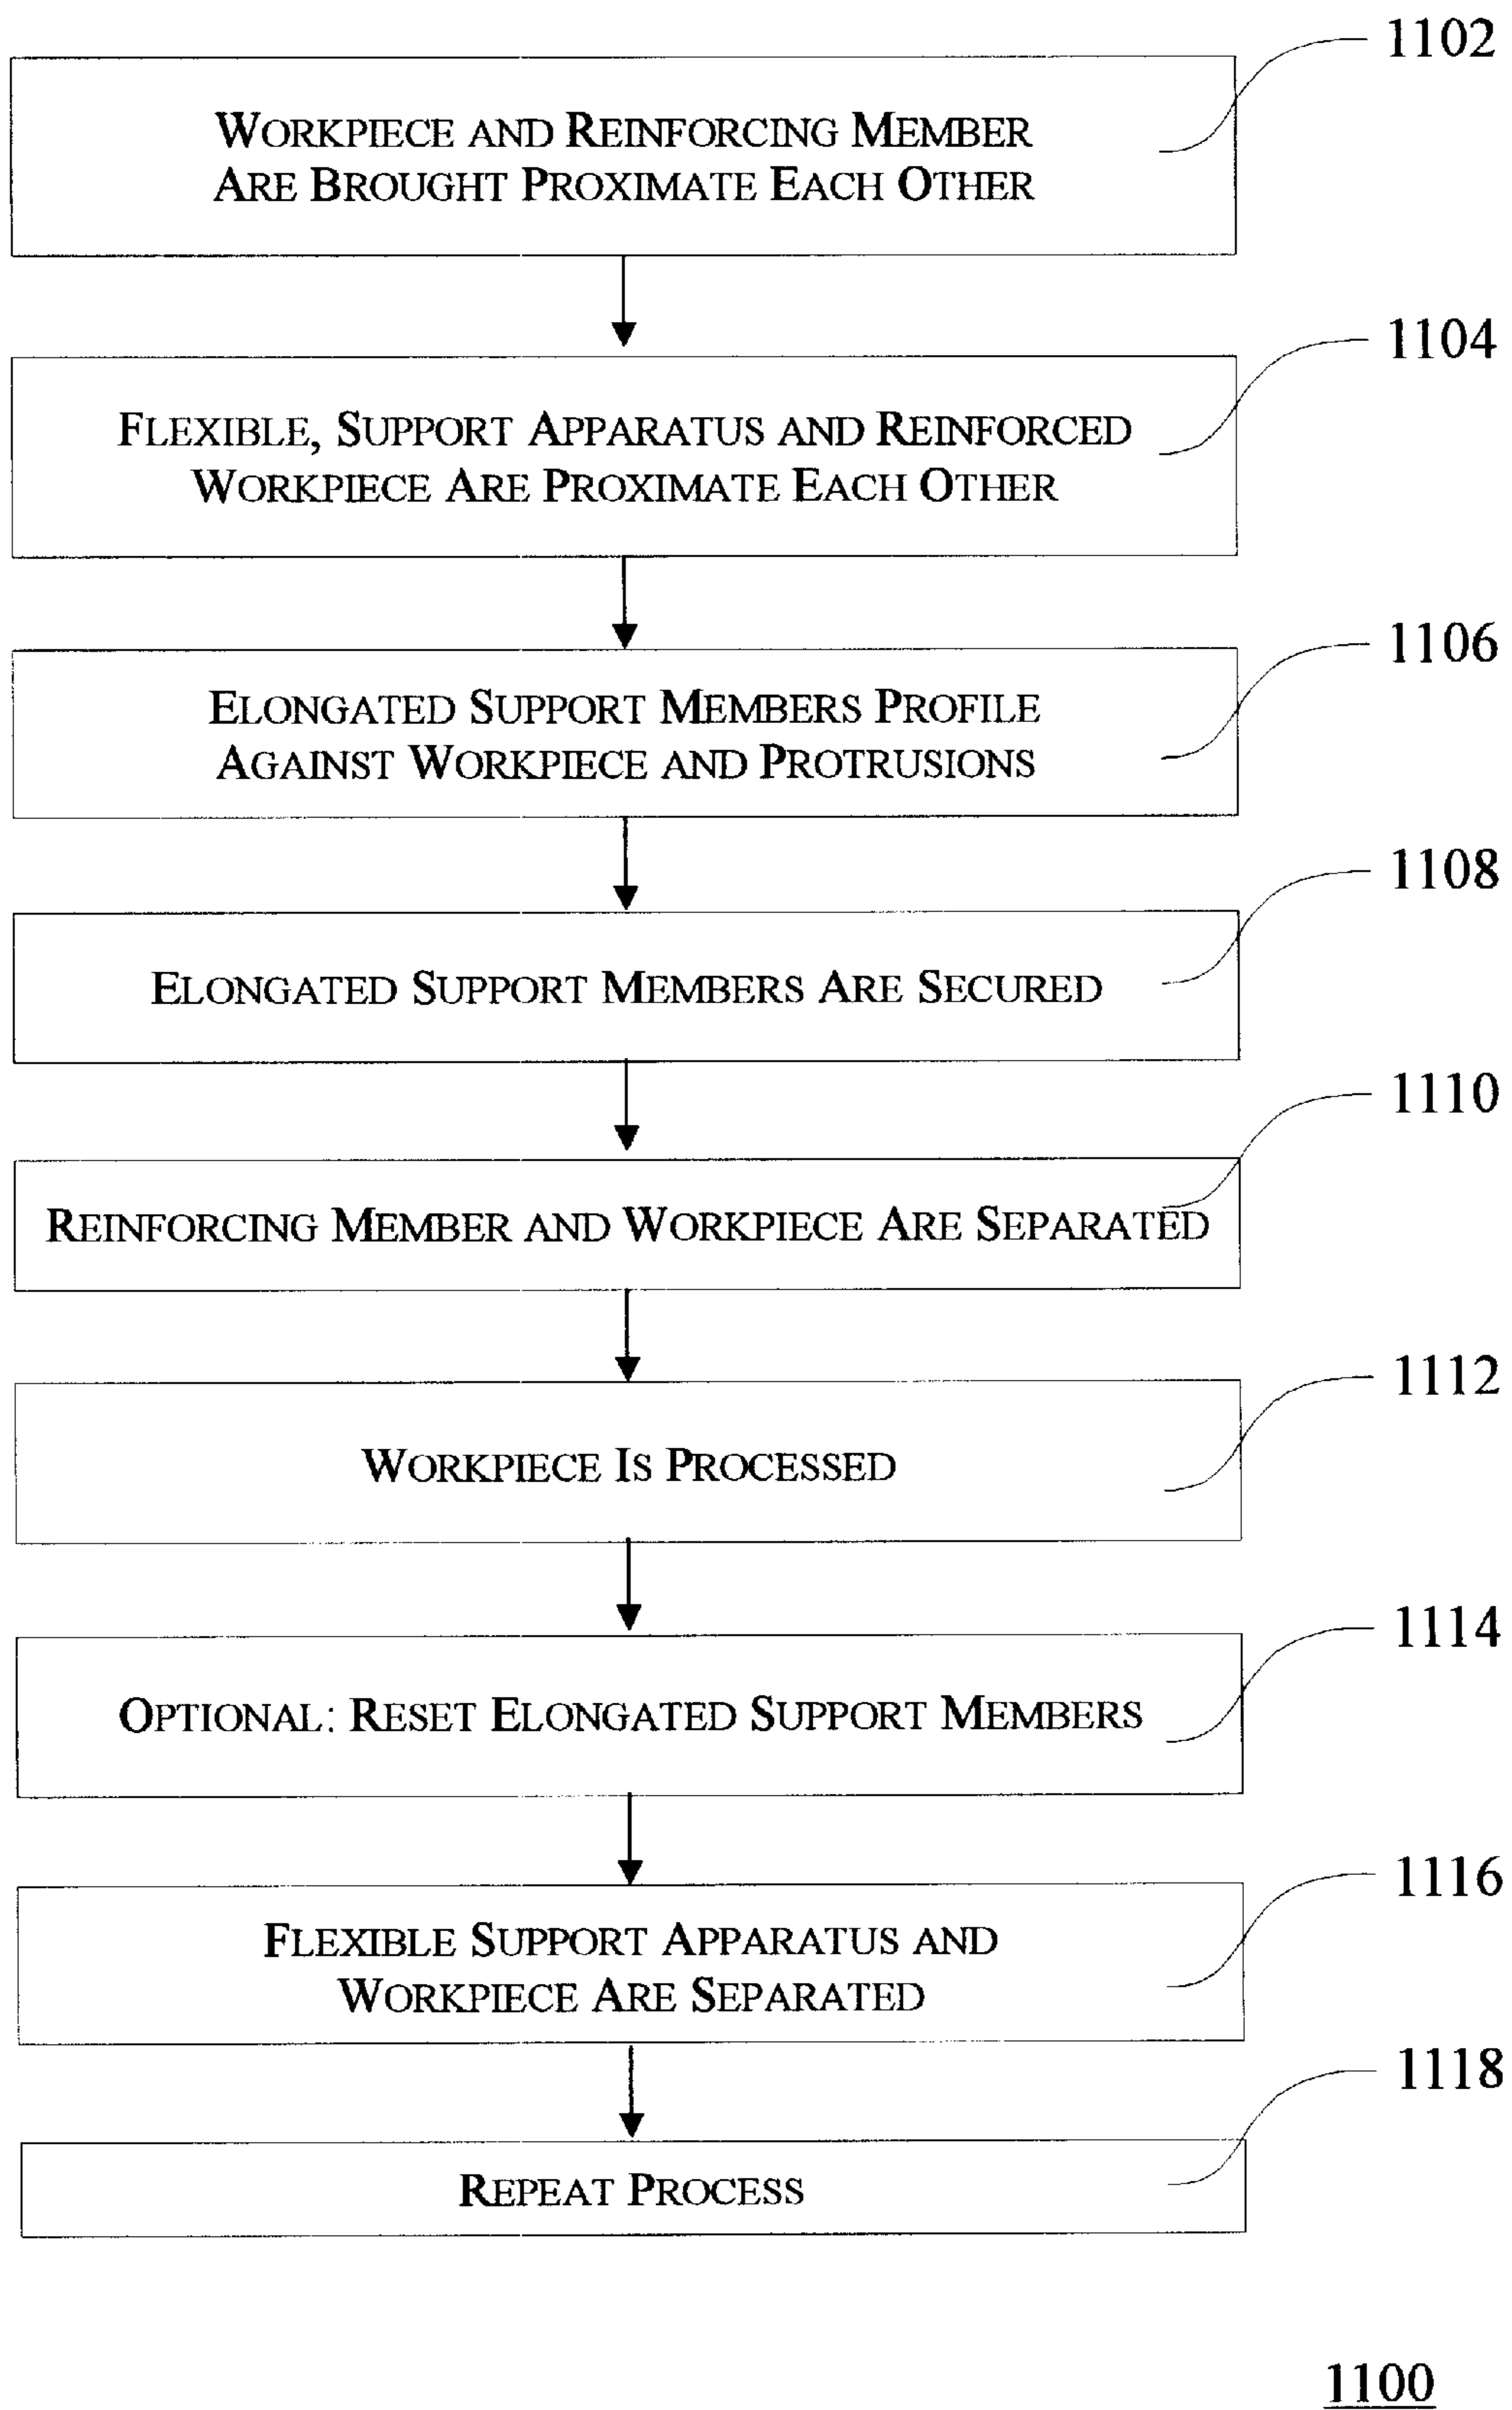 1102
WORKPIECE AND REINFORCING MEMBER
ARE BROUGHT PROXIMATE EACH OTHER
1104
FLEXIBLE, SUPPORT APPARATUS AND REINFORCED
WORKPIECE ARE PROXIMATE EACH OTHER
1106
ELONGATED SUPPORT MEMBERS PROFILE
AGAINST WORKPIECE AND PROTRUSIONS
1108
ELONGATED SUPPORT MEMBERS ARE SECURED
1110
REINFORCING MEMBER AND WORKPIECE ARE SEPARATED
1112
WORKPIECE IS PROCESSED
1114
OPTIONAL: RESET ELONGATED SUPPORT MEMBERS
1116
FLEXIBLE SUPPORT APPARATUS AND
WORKPIECE ARE SEPARATED
1118
REPEAT PROCESS
1100